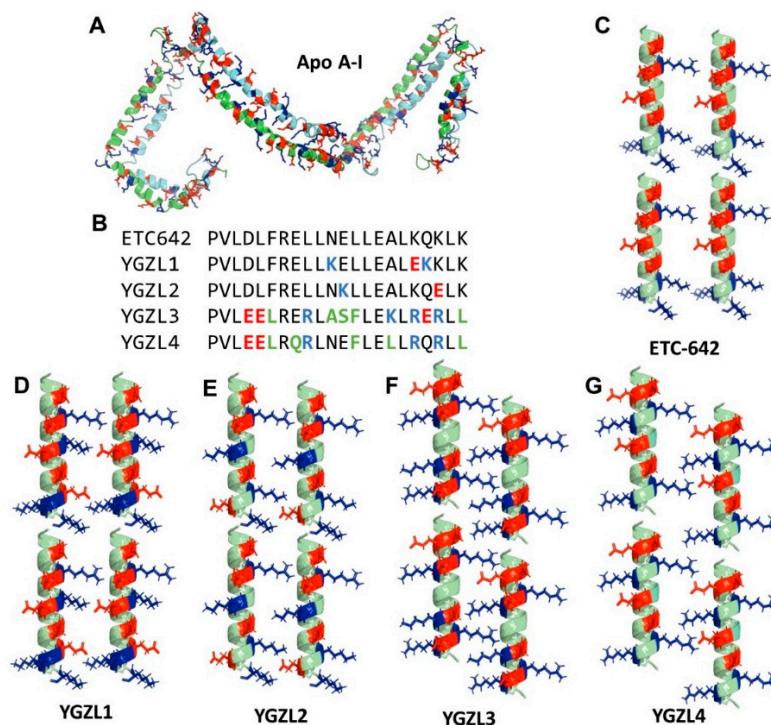 A
Apo A-I
C
B
ETC642 PVLDLFRELLNELLEALKQKLK
YGZL1 PVLDLFRELLKELLEALEKKLK
YGZL2 PVLDLFRELLNKLLEALKQELK
YGZL3 PVLEELRERLASFLEKLRERLL
YGZL4 PVLEELRQRLNEFLELLRQRLL
ETC-642
D
E
F
G
YGZL1
YGZL2
YGZL3
YGZL4